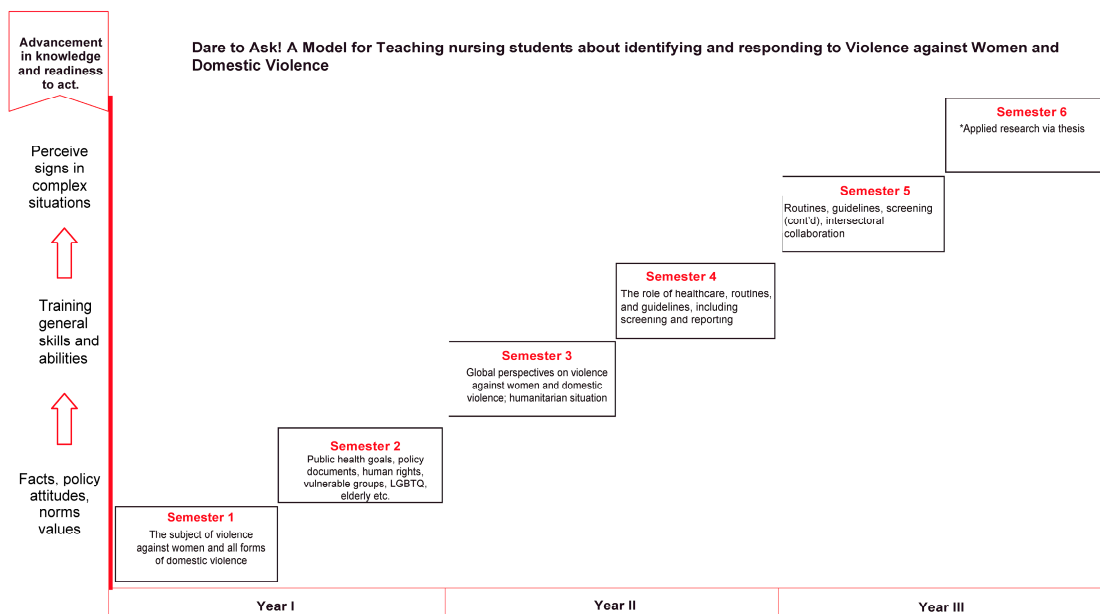 Advancement
in knowledge
and readiness
to act.
Dare to Ask! A Model for Teaching nursing students about identifying and responding to Violence against Women and
Domestic Violence
Perceive
signs in
complex
situations
Training
general
skills and
abilities
Facts, policy
attitudes,
norms
values
Semester 6
*Applied research via thesis
Semester 5
Routines, guidelines, screening
(cont'd), intersectoral
collaboration
Semester 4
The role of healthcare, routines,
and guidelines, including
screening and reporting
Semester 3
Global perspectives on violence
against women and domestic
violence; humanitarian situation
Semester 2
Public health goals, policy
documents, human rights,
vulnerable groups, LGBTQ,
elderly etc.
Semester 1
The subject of violence
against women and all forms
of domestic violence
Year I
Year II
Year III